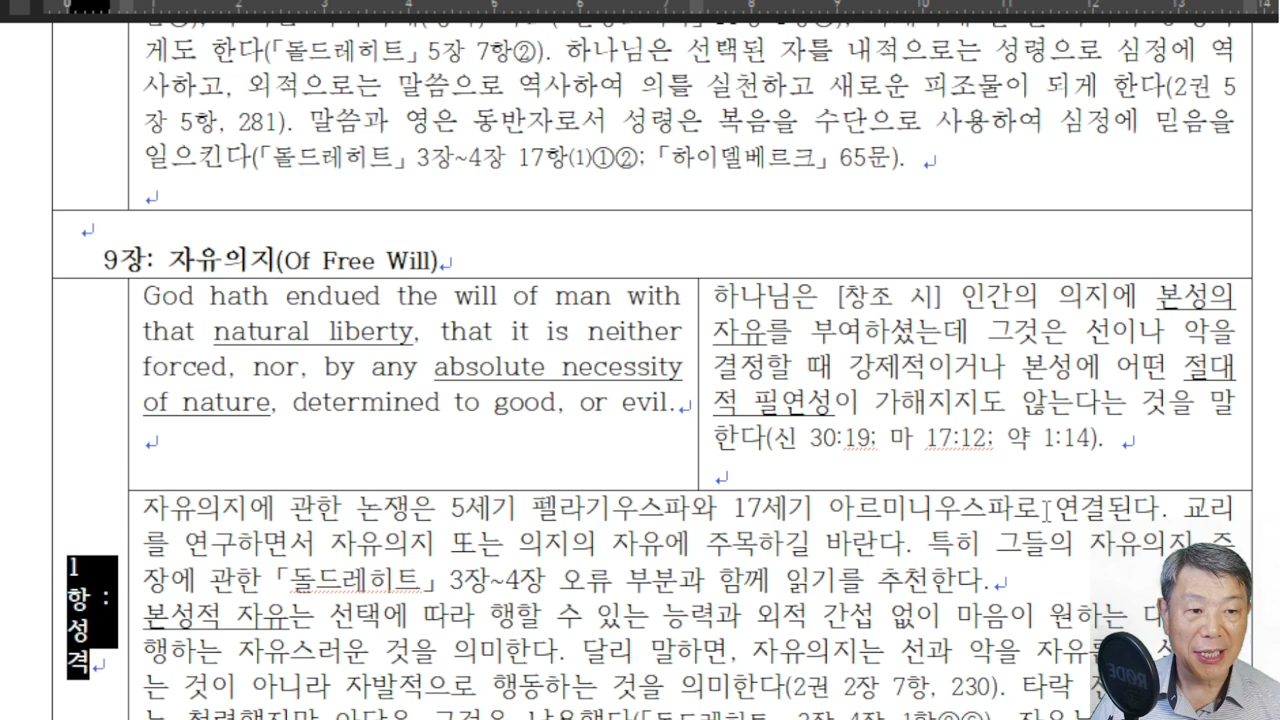 게도 한다(「돌드레히트」 5장 7항②). 하나님은 선택된 자를 내적으로는 성령으로 심정에 역
사하고, 외적으로는 말씀으로 역사하여 의를 실천하고 새로운 피조물이 되게 한다(2권 5
장 5항, 281). 말씀과 영은 동반자로서 성령은 복음을 수단으로 사용하여 심정에 믿음을
일으킨다(「돌드레히트」 3장~4장 17항⑴①②; 「하이델베르크」 65문).
9장: 자유의지(Of Free Will)
God hath endued the will of man with
that natural liberty, that it is neither
forced, nor, by any absolute necessity
of nature, determined to good, or evil.
하나님은 [창조 시] 인간의 의지에 본성의
자유를 부여하셨는데 그것은 선이나 악을
결정할 때 강제적이거나 본성에 어떤 절대
적 필연성이 가해지지도 않는다는 것을 말
한다(신 30:19; 마 17:12; 약 1:14).
1
항 :
성
격
자유의지에 관한 논쟁은 5세기 펠라기우스파와 17세기 아르미니우스파로 연결된다. 교리
를 연구하면서 자유의지 또는 의지의 자유에 주목하길 바란다. 특히 그들의 자유의지
장에 관한 「돌드레히트」 3장~4장 오류 부분과 함께 읽기를 추천한다.
본성적 자유는 선택에 따라 행할 수 있는 능력과 외적 간섭 없이 마음이 원하는
행하는 자유스러운 것을 의미한다. 달리 말하면, 자유의지는 선과 악을
는 것이 아니라 자발적으로 행동하는 것을 의미한다(2권 2장 7항, 230). 타락
RØDE